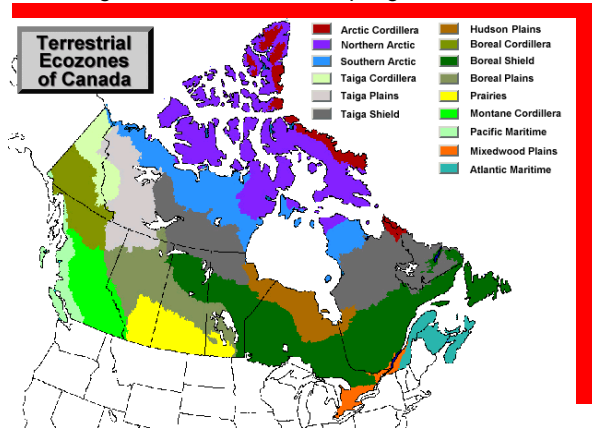 Terrestrial
Ecozones
of Canada
Arctic Cordillera
Northern Arctic
Southern Arctic
Taiga Cordillera
Taiga Plains
Taiga Shield
Hudson Plains
Boreal Cordillera
Boreal Shield
Boreal Plains
Prairies
Montane Cordillera
Pacific Maritime
Mixedwood Plains
Atlantic Maritime